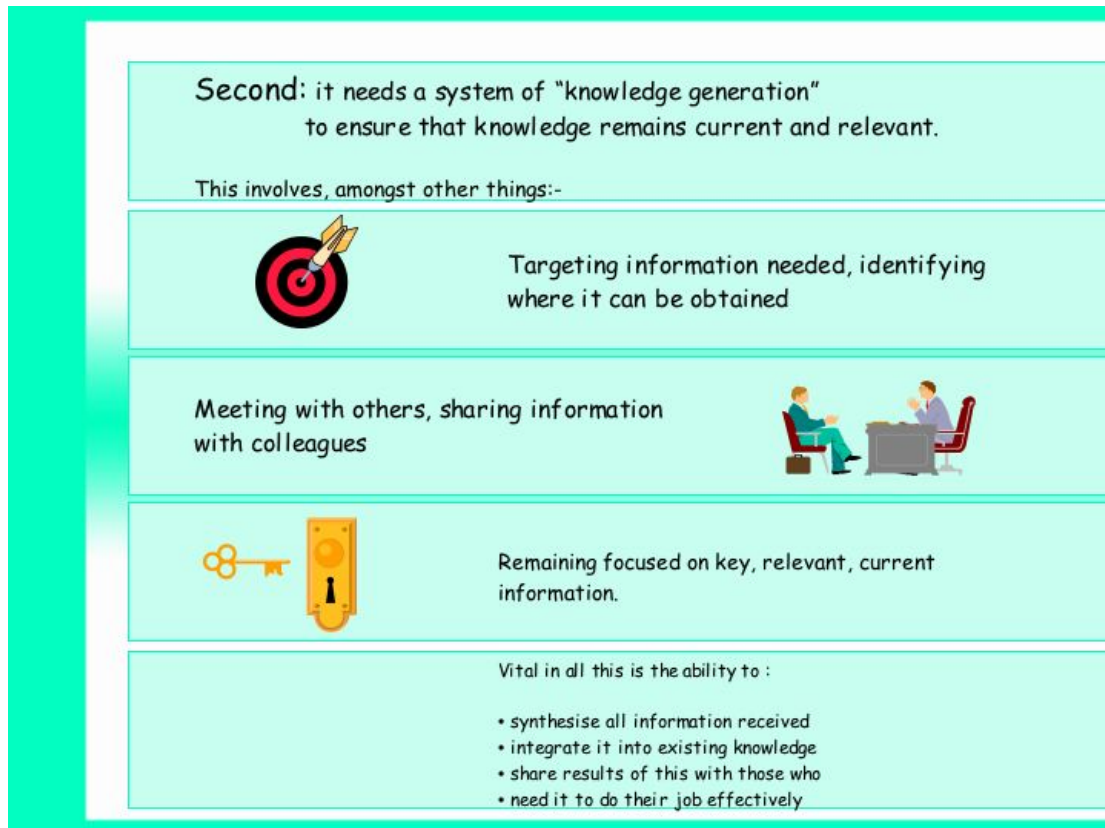 Second: it needs a system of “knowledge generation”
to ensure that knowledge remains current and relevant.
This involves, amongst other things:-
Targeting information needed, identifying
where it can be obtained
Meeting with others, sharing information
with colleagues
Remaining focused on key, relevant, current
information.
Vital in all this is the ability to :
• synthesise all information received
• integrate it into existing knowledge
• share results of this with those who
• need it to do their job effectively